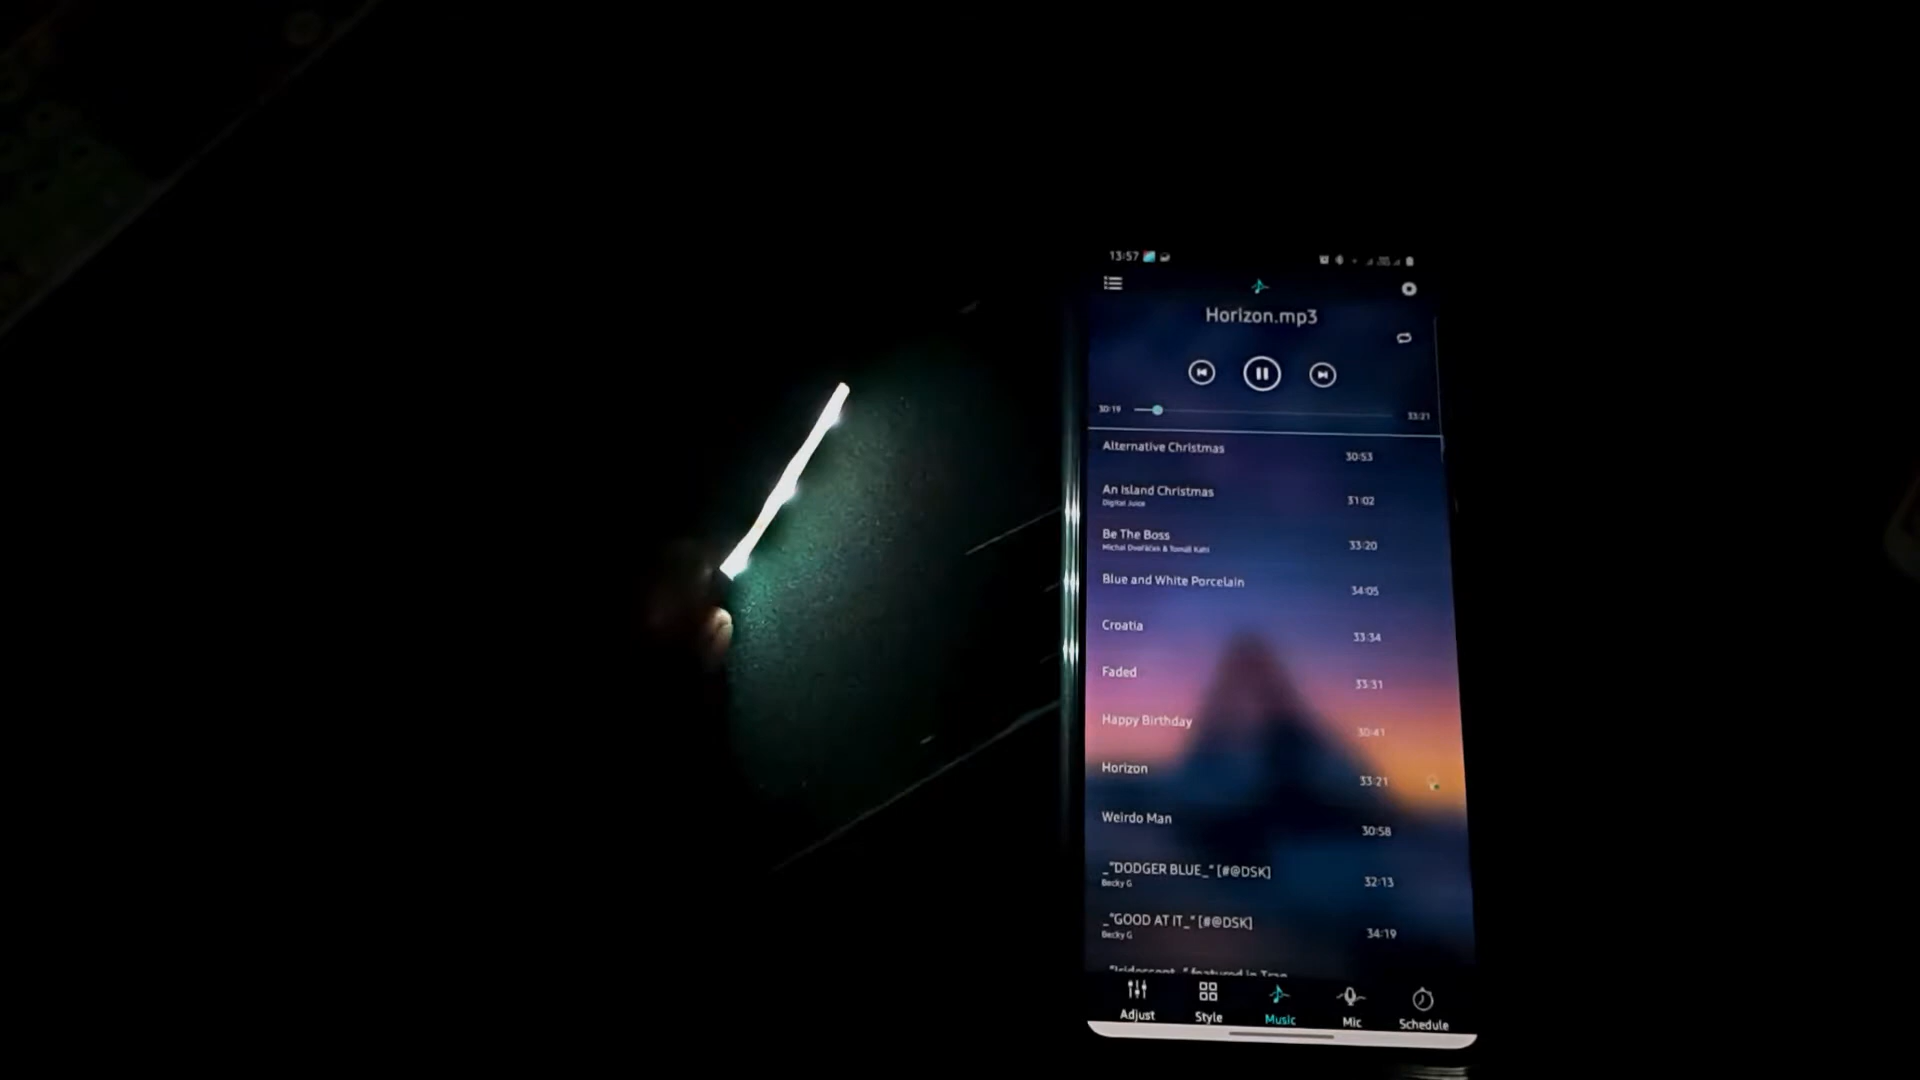 13:57
Horizon.mp3
30:19
33:21
Alternative Christmas
30:53
An Island Christmas
Digital Juice
31:02
Be The Boss
33:20
Blue and White Porcelain
34:05
Croatia
33:34
Faded
33:31
Happy Birthday
30:41
Horizon
33:21
Weirdo Man
30:58
_"DODGER BLUE_" [#@DSK]
Becky G
32:13
_"GOOD AT IT_" [#@DSK]
Becky G
34:19
Adjust
Style
Music
Mic
Schedule